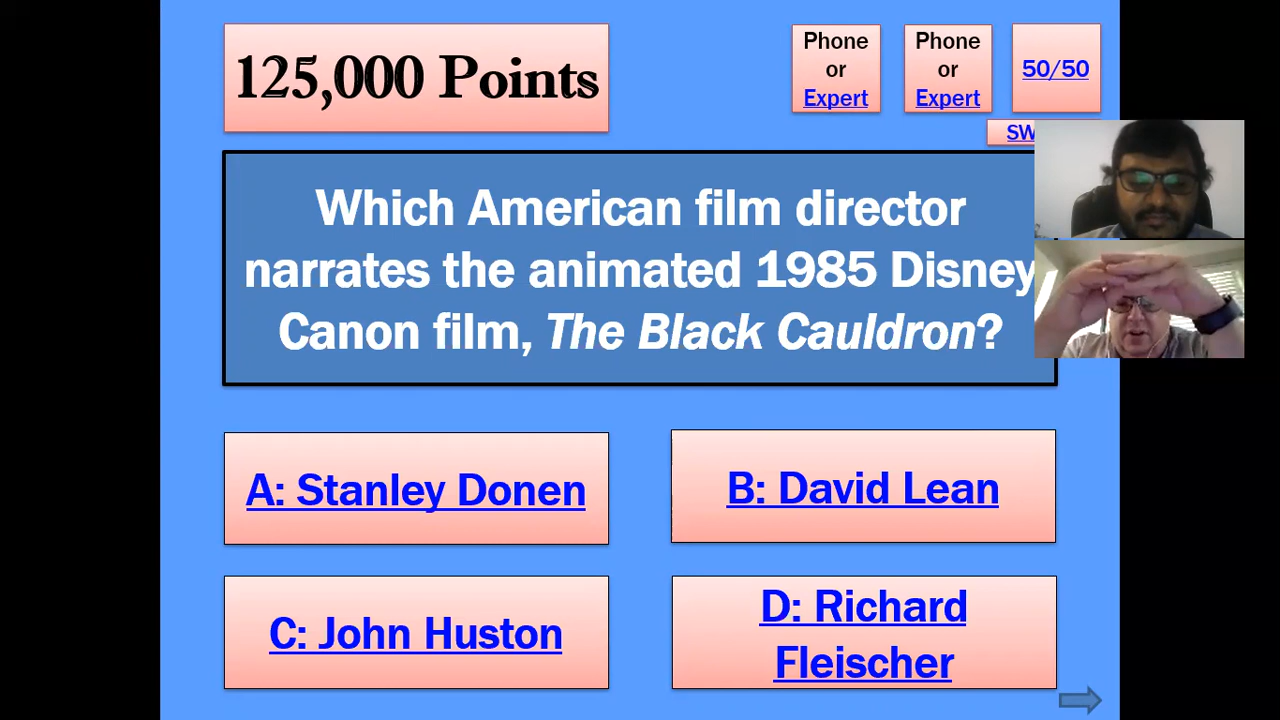 125,000 Points
Phone
or
Expert
Phone
or
Expert
50/50
Which American film director
narrates the animated 1985 Disney
Canon film, The Black Cauldron?
A: Stanley Donen
B: David Lean
C: John Huston
D: Richard
Fleischer